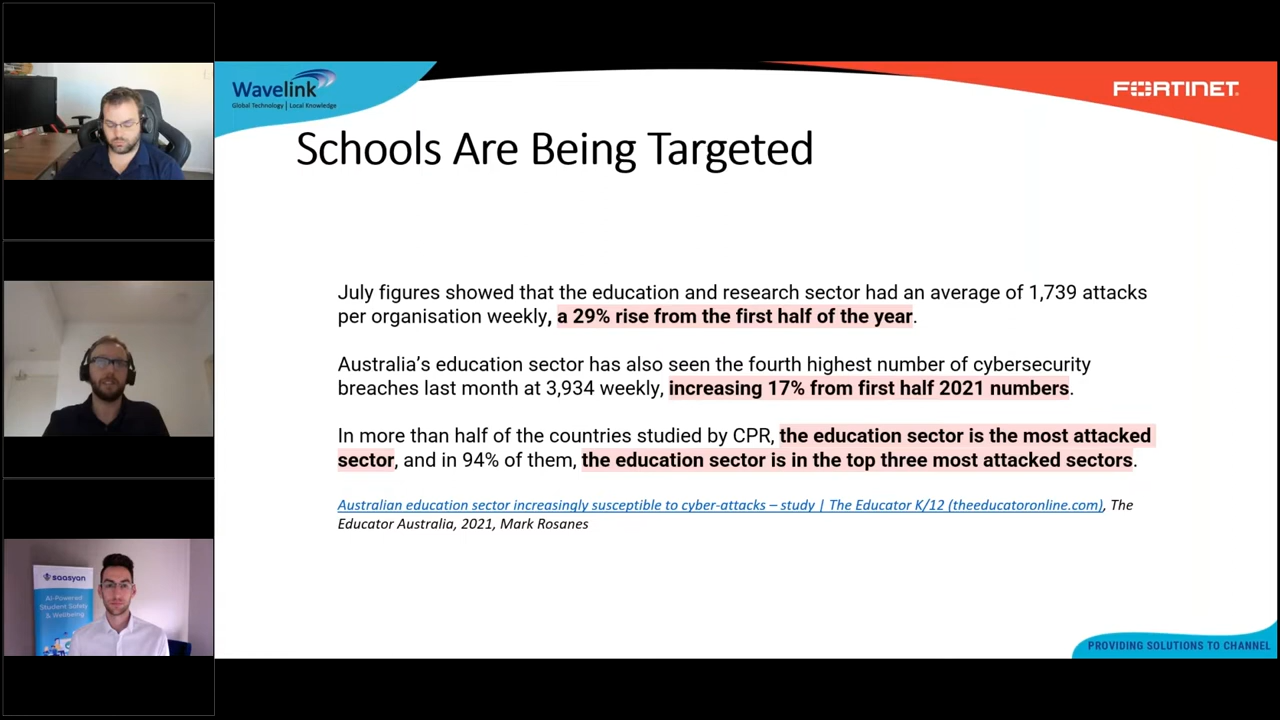 Wavelink
Global Technology | Local Knowledge
FORTINET
Schools Are Being Targeted
July figures showed that the education and research sector had an average of 1,739 attacks
per organisation weekly, a 29% rise from the first half of the year.
Australia's education sector has also seen the fourth highest number of cybersecurity
breaches last month at 3,934 weekly, increasing 17% from first half 2021 numbers.
In more than half of the countries studied by CPR, the education sector is the most attacked
sector, and in 94% of them, the education sector is in the top three most attacked sectors.
Australian education sector increasingly susceptible to cyber-attacks – study | The Educator K/12 (theeducatoronline.com), The
Educator Australia, 2021, Mark Rosanes
saasyan
AI-Powered
Student Safety
& Wellbeing
PROVIDING SOLUTIONS TO CHANNEL